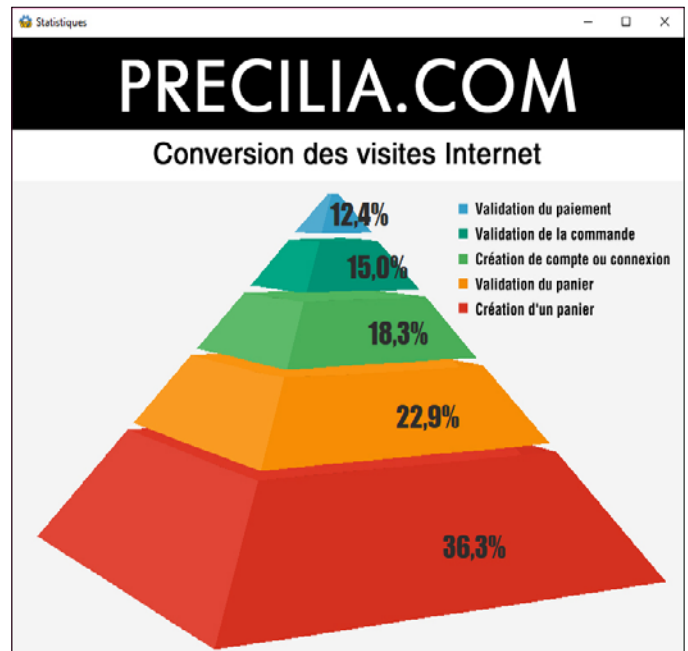 Statistiques
PRECILIA.COM
Conversion des visites Internet
12,4%
15,0%
18,3%
22,9%
36,3%
Validation du paiement
Validation de la commande
Création de compte ou connexion
Validation du panier
Création d'un panier